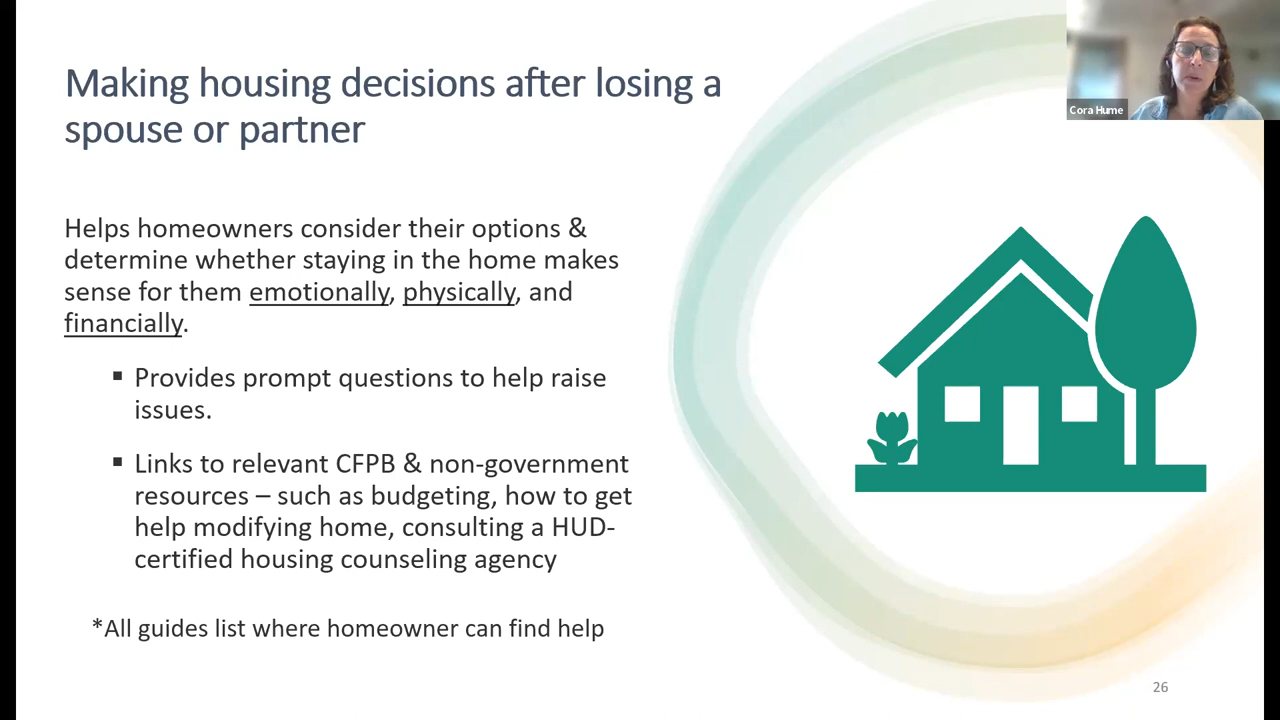 Making housing decisions after losing a
spouse or partner
Cora Hume
Helps homeowners consider their options &
determine whether staying in the home makes
sense for them emotionally, physically, and
financially.
▪ Provides prompt questions to help raise
issues.
▪ Links to relevant CFPB & non-government
resources – such as budgeting, how to get
help modifying home, consulting a HUD-
certified housing counseling agency
*All guides list where homeowner can find help
26